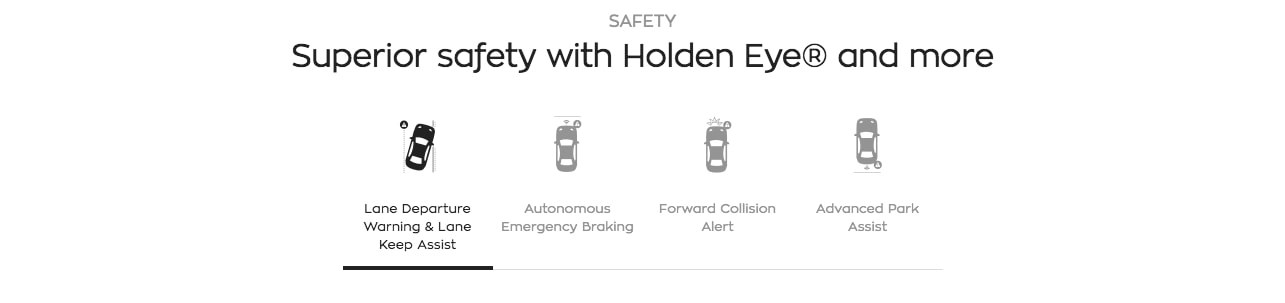 SAFETY
Superior safety with Holden Eye® and more
Lane Departure
Warning & Lane
Keep Assist
Autonomous
Emergency Braking
Forward Collision
Alert
Advanced Park
Assist